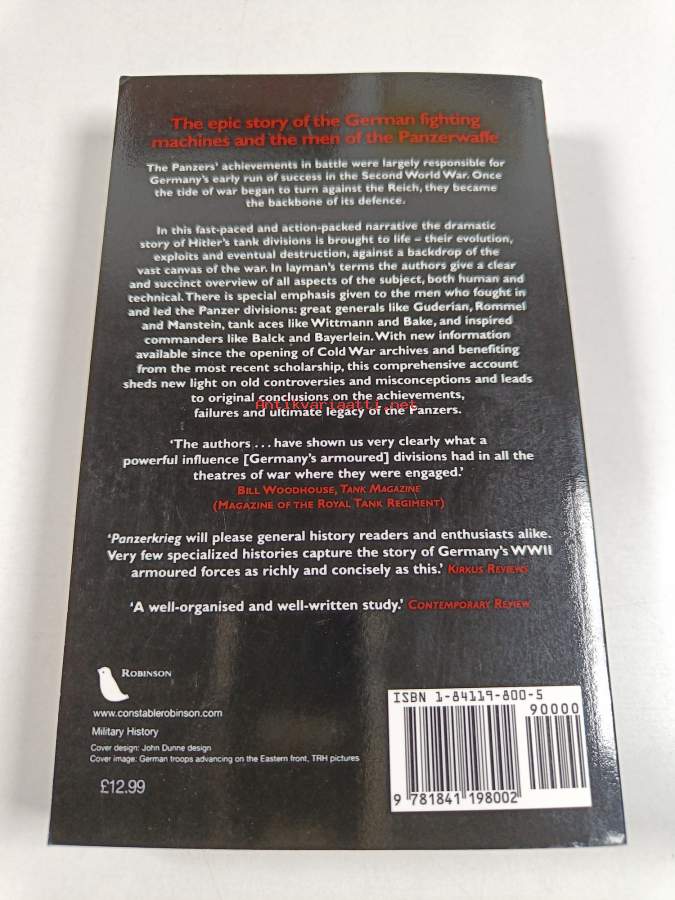 The epic story of the German fighting
machines and the men of the Panzerwaffe
The Panzers' achievements in battle were largely responsible for
Germany's early run of success in the Second World War. Once
the tide of war began to turn against the Reich, they became
the backbone of its defence.
In this fast-paced and action-packed narrative the dramatic
story of Hitler's tank divisions is brought to life – their evolution,
exploits and eventual destruction, against a backdrop of the
vast canvas of the war. In layman's terms the authors give a clear
and succinct overview of all aspects of the subject, both human and
technical. There is special emphasis given to the men who fought in
and led the Panzer divisions: great generals like Guderian, Rommel
and Manstein, tank aces like Wittmann and Bake, and inspired
commanders like Balck and Bayerlein. With new information
available since the opening of Cold War archives and benefiting
from the most recent scholarship, this comprehensive account
sheds new light on old controversies and misconceptions and leads
to original conclusions on the achievements,
Antikvariaatti.net
failures and ultimate legacy of the Panzers.
'The authors . . . have shown us very clearly what a
powerful influence [Germany's armoured] divisions had in all the
theatres of war where they were engaged.'
Bill Woodhouse, Tank Magazine
(Magazine of the Royal Tank Regiment)
'Panzerkrieg will please general history readers and enthusiasts alike.
Very few specialized histories capture the story of Germany's WWII
armoured forces as richly and concisely as this.' Kirkus Reviews
'A well-organised and well-written study.' Contemporary Review
Robinson
www.constablerobinson.com
Military History
Cover design: John Dunne design
Cover image: German troops advancing on the Eastern front, TRH pictures
£12.99
ISBN 1-84119-800-5
90000
9 781841 198002